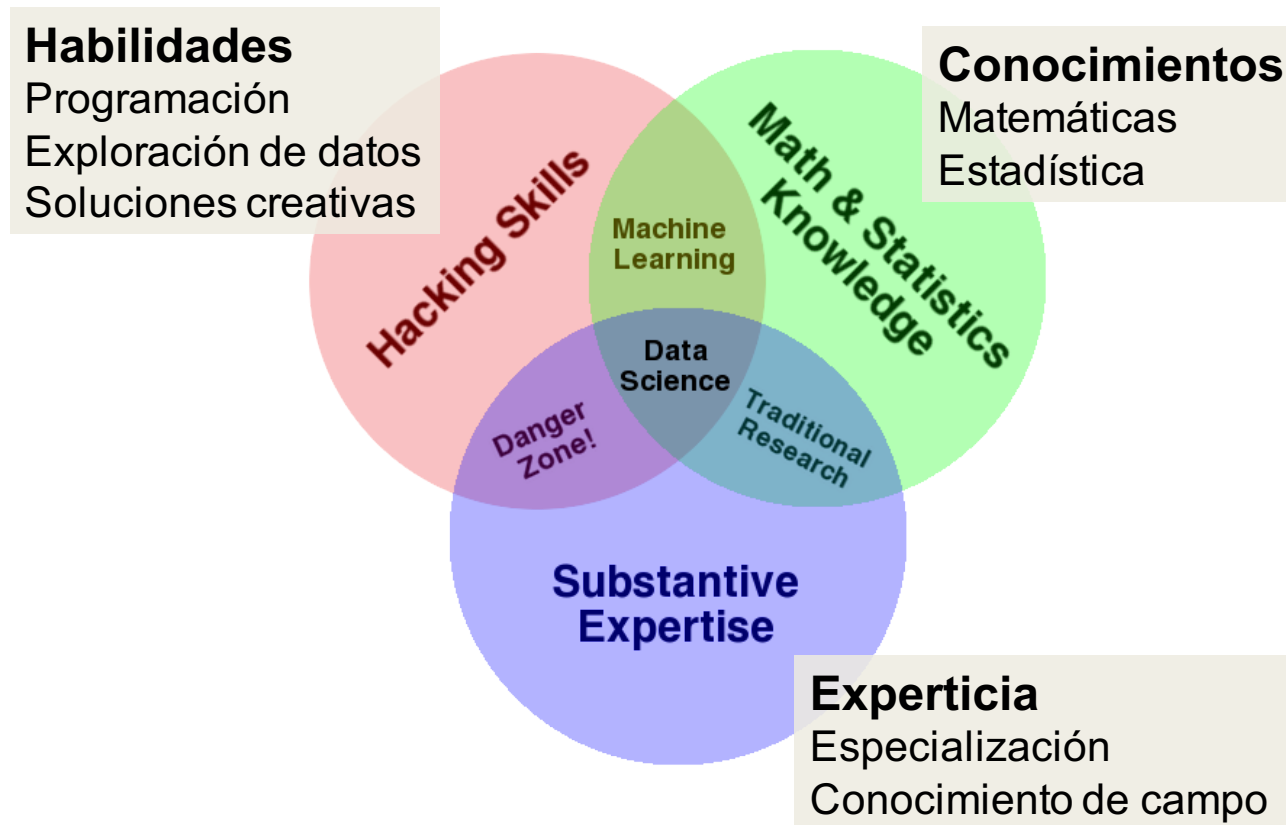 Habilidades
Programación
Exploración de datos
Soluciones creativas
Conocimientos
Matemáticas
Estadística
Hacking Skills
Math & Statistics
Knowledge
Machine
Learning
Data
Science
Danger
Zone!
Traditional
Research
Substantive
Expertise
Experticia
Especialización
Conocimiento de campo